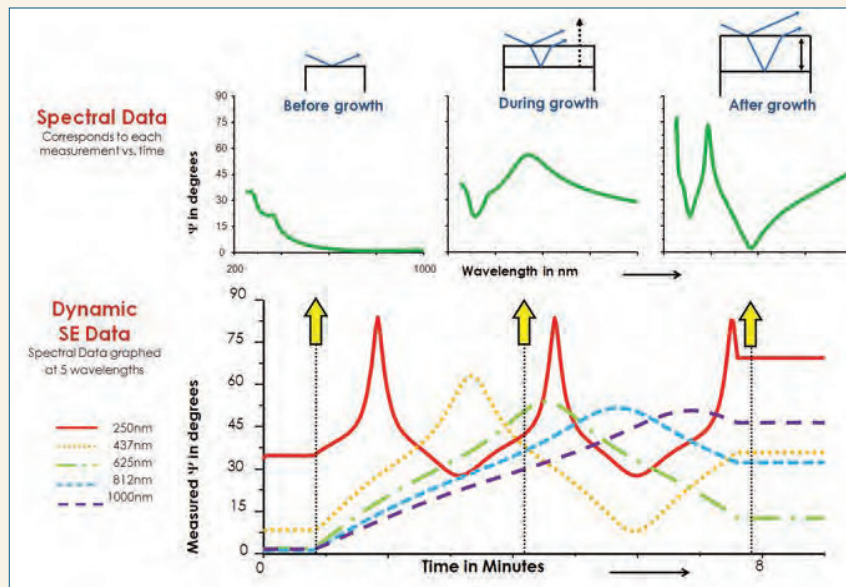 Before growth
During growth
After growth
Spectral Data
Corresponds to each
measurement vs. time
Ψ in degrees
90
75
60
45
30
15
0
200
1000
Wavelength in nm
Dynamic
SE Data
Spectral Data graphed
at 5 wavelengths
250nm
437nm
625nm
812nm
1000nm
Measured Ψ in degrees
90
75
60
45
30
15
0
0
Time in Minutes
8